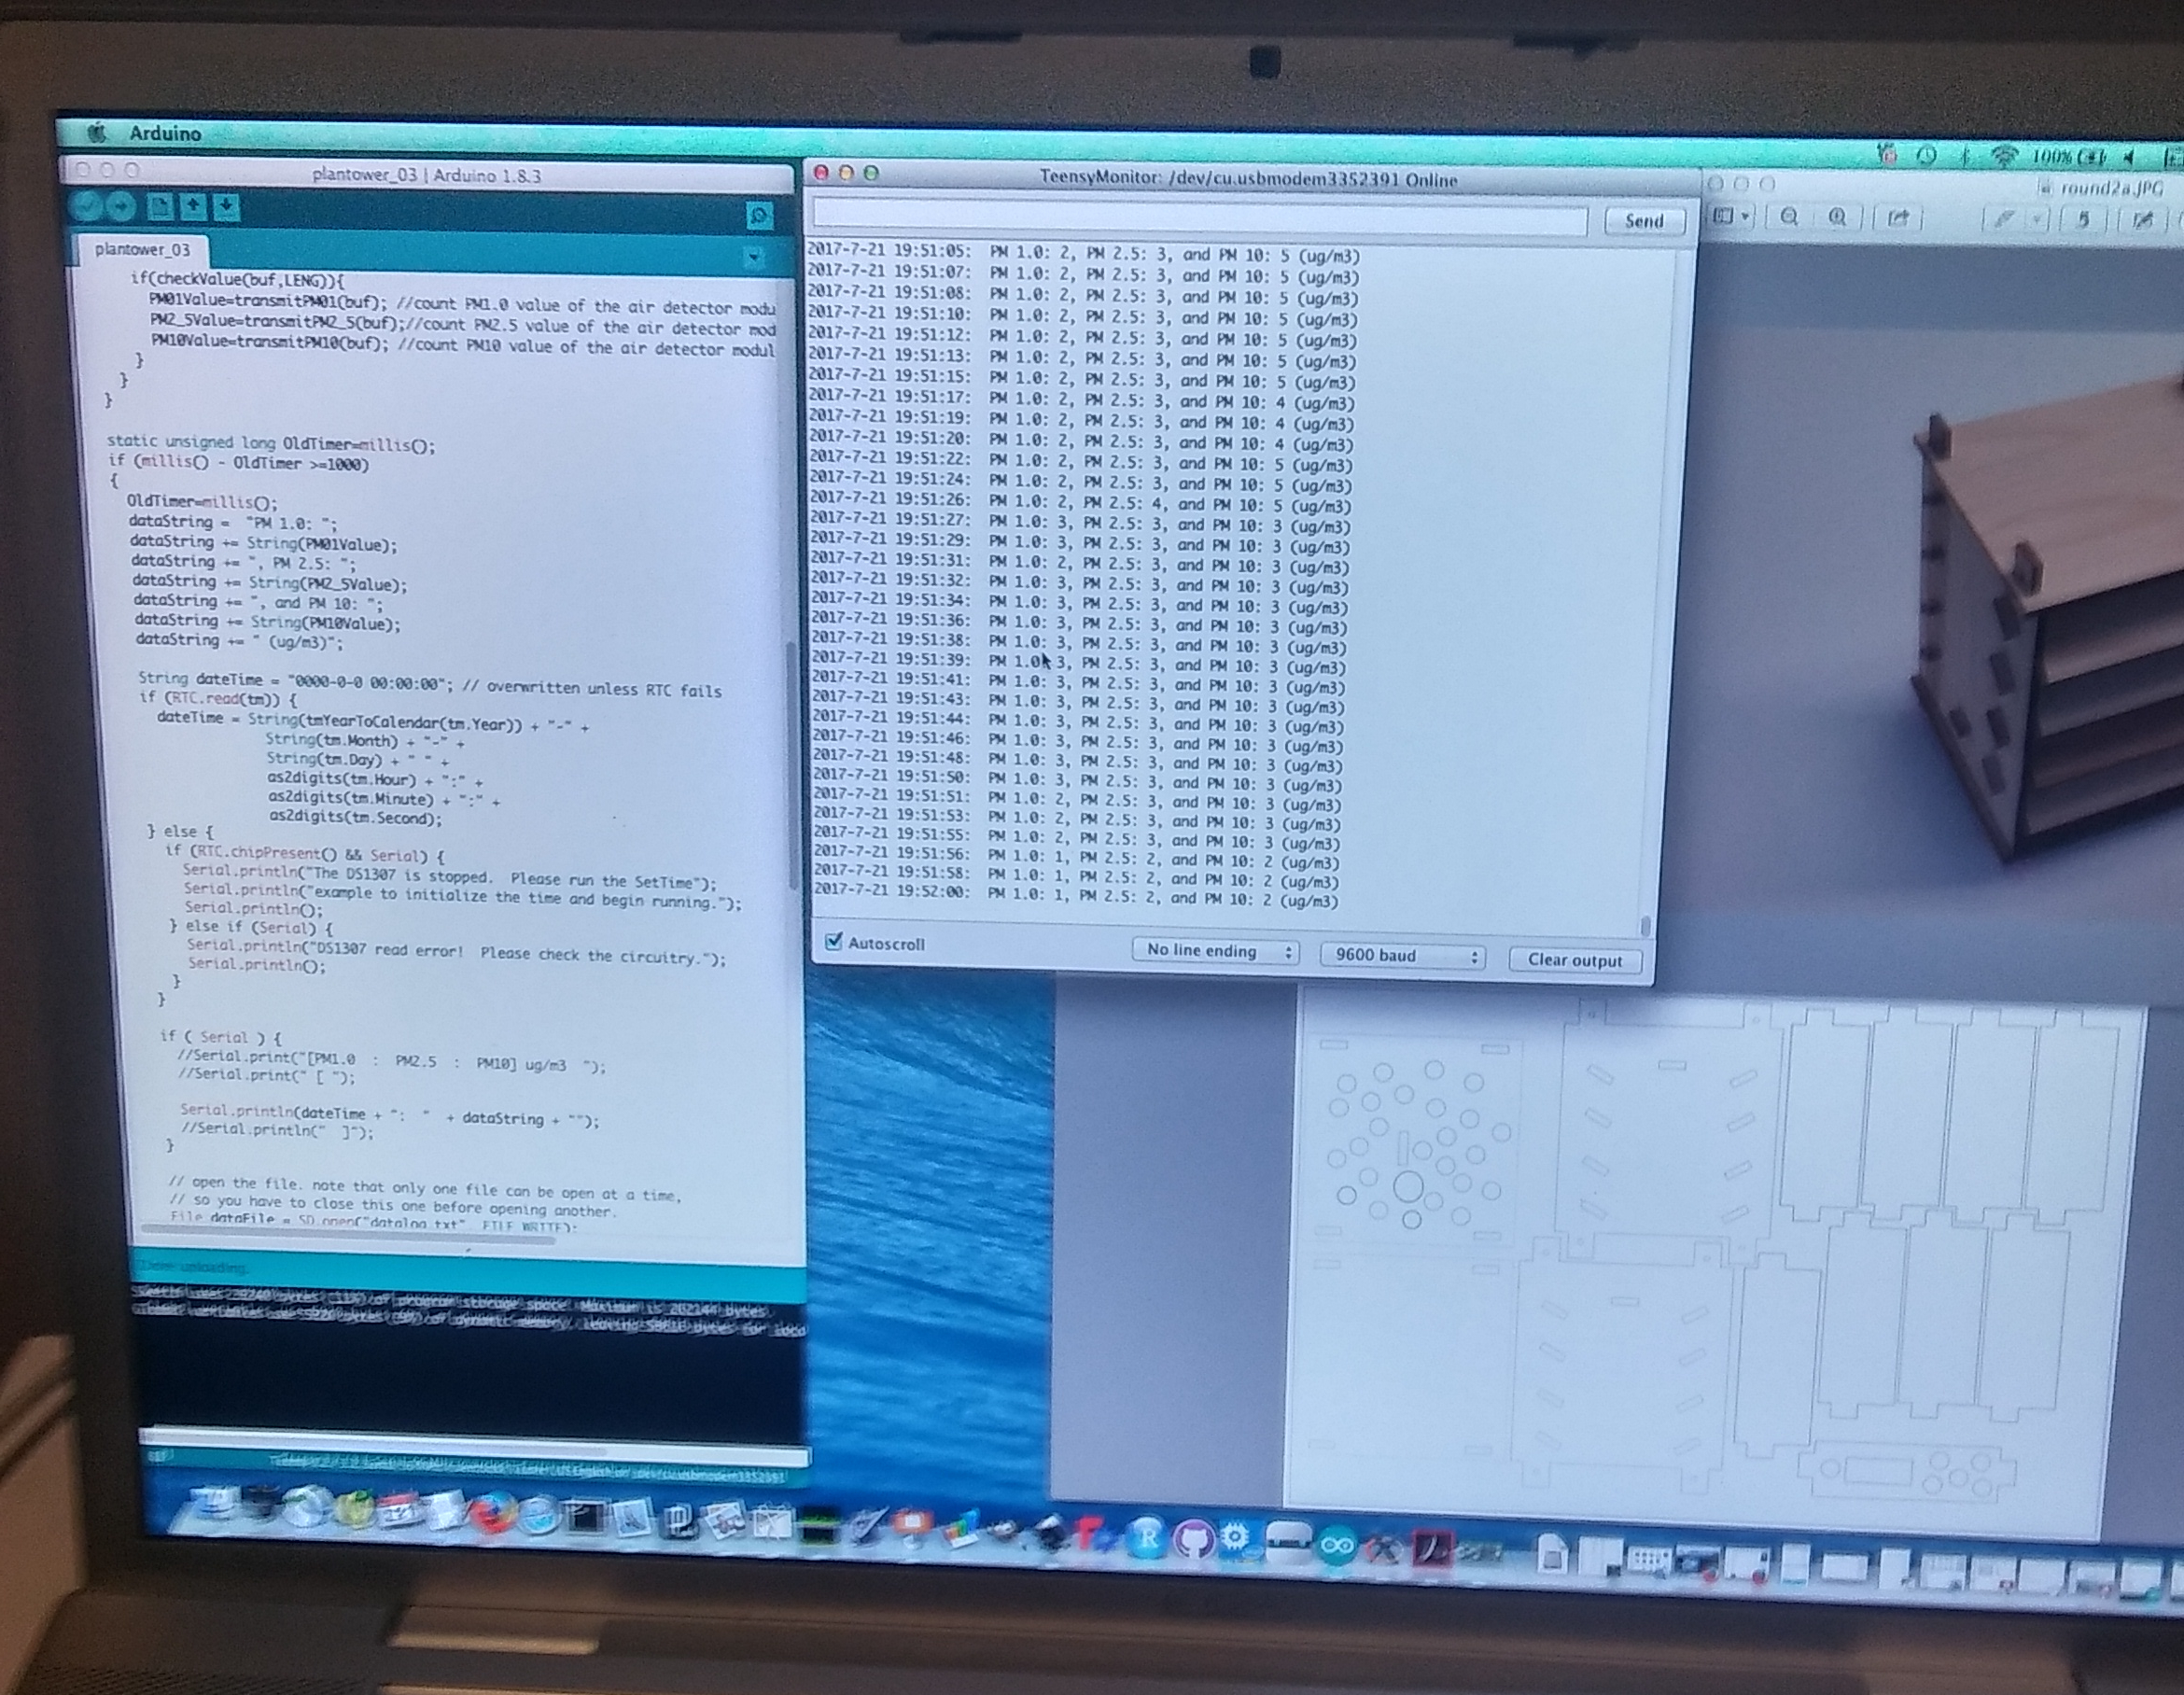 Arduino
100%
plantower_03 | Arduino 1.8.3
plantower_03
if(checkValue(buf,LENG)){
PM01Value=transmitPM01(buf); //count PM1.0 value of the air detector modu
PM2_5Value=transmitPM2_5(buf);//count PM2.5 value of the air detector mod
PM10Value=transmitPM10(buf); //count PM10 value of the air detector modul
}
}
}
static unsigned long OldTimer=millis();
if (millis() - OldTimer >=1000)
{
OldTimer=millis();
dataString = "PM 1.0: ";
dataString += String(PM01Value);
dataString += ", PM 2.5: ";
dataString += String(PM2_5Value);
dataString += ", and PM 10: ";
dataString += String(PM10Value);
dataString += " (ug/m3)";
String dateTime = "0000-0-0 00:00:00"; // overwritten unless RTC fails
if (RTC.read(tm)) {
dateTime = String(tmYearToCalendar(tm.Year)) + "-" +
String(tm.Month) + "-" +
String(tm.Day) + " " +
as2digits(tm.Hour) + ":" +
as2digits(tm.Minute) + ":" +
as2digits(tm.Second);
} else {
if (RTC.chipPresent() && Serial) {
Serial.println("The DS1307 is stopped.  Please run the SetTime");
Serial.println("example to initialize the time and begin running.");
Serial.println();
} else if (Serial) {
Serial.println("DS1307 read error!  Please check the circuitry.");
Serial.println();
}
}
if ( Serial ) {
//Serial.print("[PM1.0  :  PM2.5  :  PM10] ug/m3  ");
//Serial.print(" [ ");
Serial.println(dateTime + ":  "  + dataString + "");
//Serial.println("  ]");
}
// open the file. note that only one file can be open at a time,
// so you have to close this one before opening another.
File dataFile = SD.open("datalog.txt", FILE_WRITE);
Done uploading.
TeensyMonitor: /dev/cu.usbmodem3352391 Online
Send
2017-7-21 19:51:05:  PM 1.0: 2, PM 2.5: 3, and PM 10: 5 (ug/m3)
2017-7-21 19:51:07:  PM 1.0: 2, PM 2.5: 3, and PM 10: 5 (ug/m3)
2017-7-21 19:51:08:  PM 1.0: 2, PM 2.5: 3, and PM 10: 5 (ug/m3)
2017-7-21 19:51:10:  PM 1.0: 2, PM 2.5: 3, and PM 10: 5 (ug/m3)
2017-7-21 19:51:12:  PM 1.0: 2, PM 2.5: 3, and PM 10: 5 (ug/m3)
2017-7-21 19:51:13:  PM 1.0: 2, PM 2.5: 3, and PM 10: 5 (ug/m3)
2017-7-21 19:51:15:  PM 1.0: 2, PM 2.5: 3, and PM 10: 5 (ug/m3)
2017-7-21 19:51:17:  PM 1.0: 2, PM 2.5: 3, and PM 10: 4 (ug/m3)
2017-7-21 19:51:19:  PM 1.0: 2, PM 2.5: 3, and PM 10: 4 (ug/m3)
2017-7-21 19:51:20:  PM 1.0: 2, PM 2.5: 3, and PM 10: 4 (ug/m3)
2017-7-21 19:51:22:  PM 1.0: 2, PM 2.5: 3, and PM 10: 5 (ug/m3)
2017-7-21 19:51:24:  PM 1.0: 2, PM 2.5: 3, and PM 10: 5 (ug/m3)
2017-7-21 19:51:26:  PM 1.0: 2, PM 2.5: 4, and PM 10: 5 (ug/m3)
2017-7-21 19:51:27:  PM 1.0: 3, PM 2.5: 3, and PM 10: 3 (ug/m3)
2017-7-21 19:51:29:  PM 1.0: 3, PM 2.5: 3, and PM 10: 3 (ug/m3)
2017-7-21 19:51:31:  PM 1.0: 2, PM 2.5: 3, and PM 10: 3 (ug/m3)
2017-7-21 19:51:32:  PM 1.0: 3, PM 2.5: 3, and PM 10: 3 (ug/m3)
2017-7-21 19:51:34:  PM 1.0: 3, PM 2.5: 3, and PM 10: 3 (ug/m3)
2017-7-21 19:51:36:  PM 1.0: 3, PM 2.5: 3, and PM 10: 3 (ug/m3)
2017-7-21 19:51:38:  PM 1.0: 3, PM 2.5: 3, and PM 10: 3 (ug/m3)
2017-7-21 19:51:39:  PM 1.0: 3, PM 2.5: 3, and PM 10: 3 (ug/m3)
2017-7-21 19:51:41:  PM 1.0: 3, PM 2.5: 3, and PM 10: 3 (ug/m3)
2017-7-21 19:51:43:  PM 1.0: 3, PM 2.5: 3, and PM 10: 3 (ug/m3)
2017-7-21 19:51:44:  PM 1.0: 3, PM 2.5: 3, and PM 10: 3 (ug/m3)
2017-7-21 19:51:46:  PM 1.0: 3, PM 2.5: 3, and PM 10: 3 (ug/m3)
2017-7-21 19:51:48:  PM 1.0: 3, PM 2.5: 3, and PM 10: 3 (ug/m3)
2017-7-21 19:51:50:  PM 1.0: 3, PM 2.5: 3, and PM 10: 3 (ug/m3)
2017-7-21 19:51:51:  PM 1.0: 2, PM 2.5: 3, and PM 10: 3 (ug/m3)
2017-7-21 19:51:53:  PM 1.0: 2, PM 2.5: 3, and PM 10: 3 (ug/m3)
2017-7-21 19:51:55:  PM 1.0: 2, PM 2.5: 3, and PM 10: 3 (ug/m3)
2017-7-21 19:51:56:  PM 1.0: 1, PM 2.5: 2, and PM 10: 2 (ug/m3)
2017-7-21 19:51:58:  PM 1.0: 1, PM 2.5: 2, and PM 10: 2 (ug/m3)
2017-7-21 19:52:00:  PM 1.0: 1, PM 2.5: 2, and PM 10: 2 (ug/m3)
Autoscroll
No line ending
9600 baud
Clear output
round2a.JPG